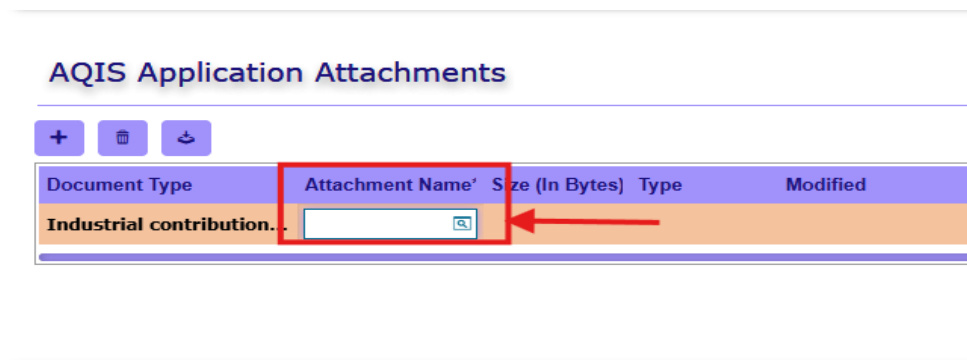 AQIS Application Attachments
Document Type Attachment Name* Size (In Bytes) Type Modified
Industrial contribution...